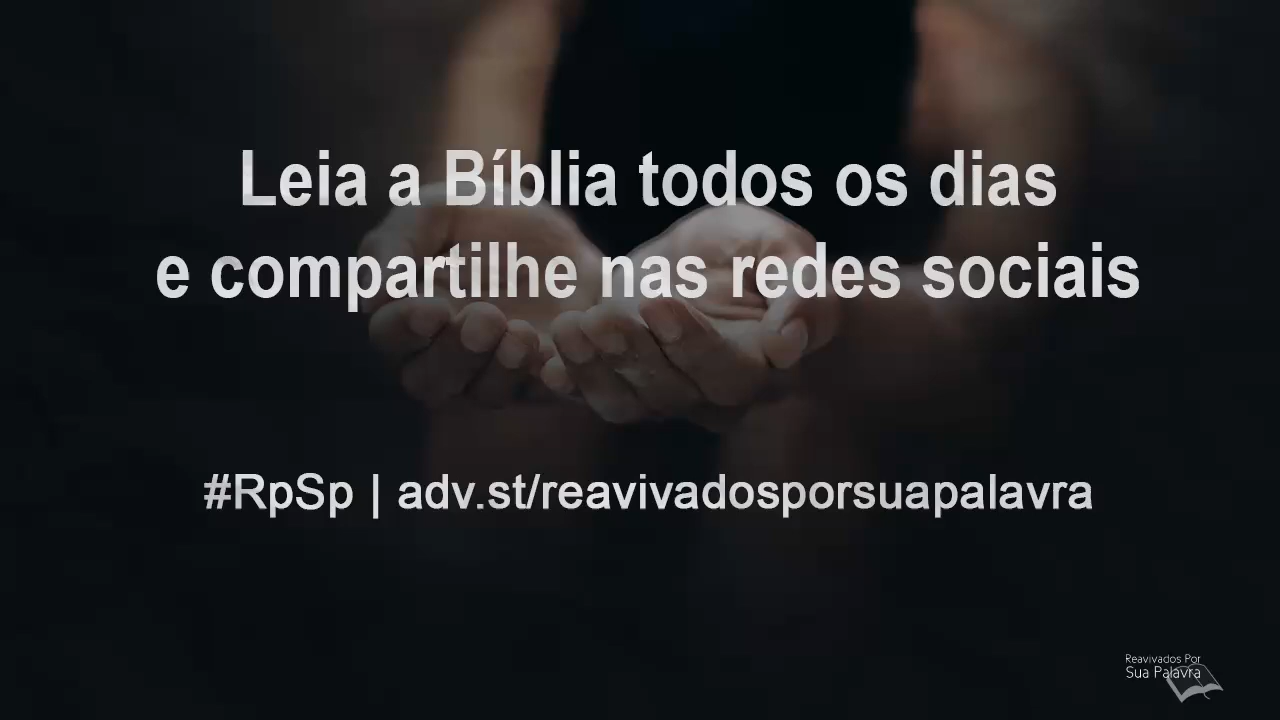 Leia a Bíblia todos os dias
e compartilhe nas redes sociais
#RpSp | adv.st/reavivadosporsuapalavra
Reavivados Por
Sua Palavra